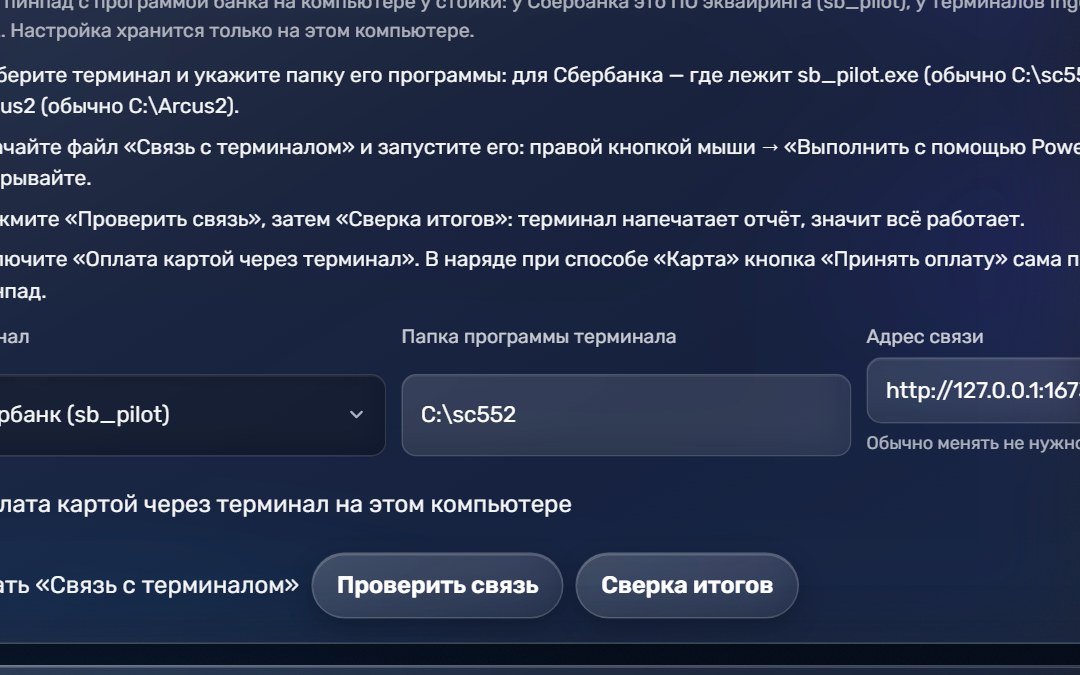 пинпад с программой банка на компьютере у стойки: у Сбербанка это ПО эквайринга (sb_pilot), у терминалов
. Настройка хранится только на этом компьютере.
берите терминал и укажите папку его программы: для Сбербанка — где лежит sb_pilot.exe (обычно C:\sc55
us2 (обычно C:\Arcus2).
ачайте файл «Связь с терминалом» и запустите его: правой кнопкой мыши → «Выполнить с помощью Powe
рывайте.
жмите «Проверить связь», затем «Сверка итогов»: терминал напечатает отчёт, значит всё работает.
лючите «Оплата картой через терминал». В наряде при способе «Карта» кнопка «Принять оплату» сама п
нпад.
нал
Папка программы терминала
Адрес связи
рбанк (sb_pilot)
C:\sc552
http://127.0.0.1:167
Обычно менять не нужно
лата картой через терминал на этом компьютере
ать «Связь с терминалом»
Проверить связь
Сверка итогов